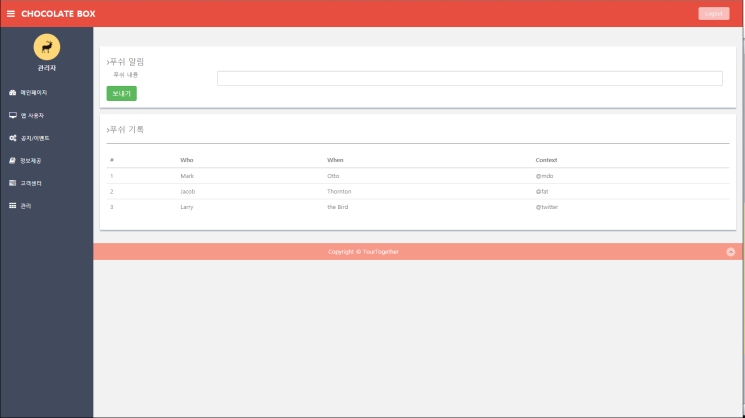 CHOCOLATE BOX
Logout
관리자
메인페이지
앱 사용자
공지/이벤트
정보제공
고객센터
관리
›푸쉬 알림
푸쉬 내용
보내기
›푸쉬 기록
# Who When Context
1 Mark Otto @mdo
2 Jacob Thornton @fat
3 Larry the Bird @twitter
Copyright © TourTogether